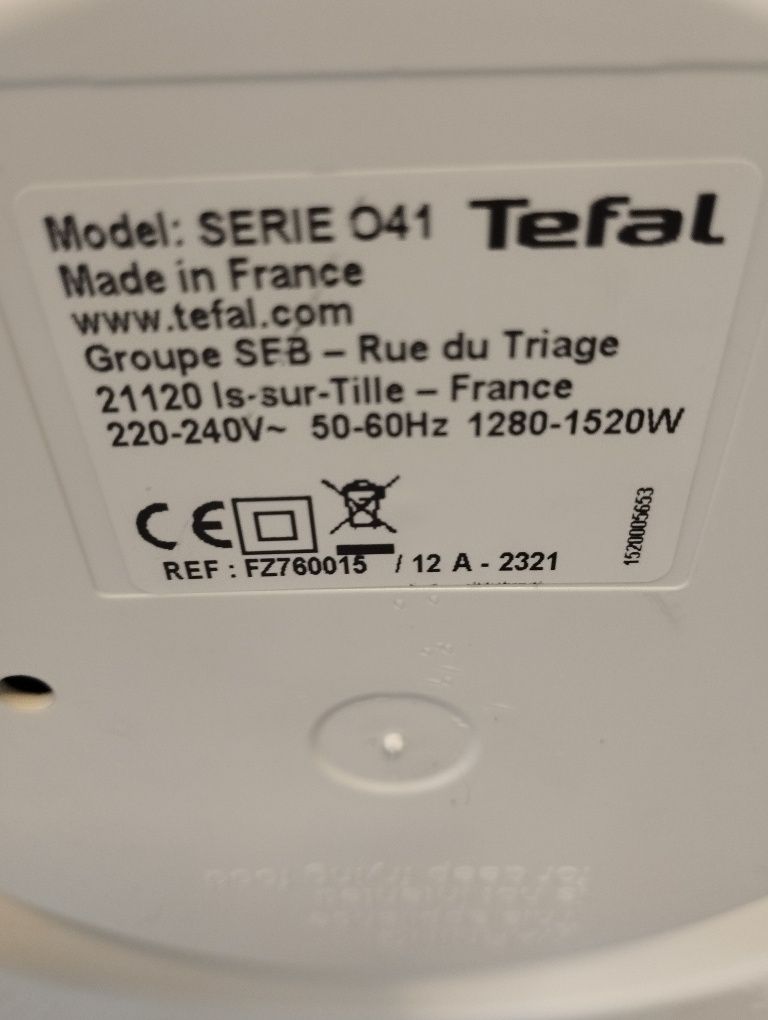 Model: SERIE O41 Tefal
Made in France
www.tefal.com
Groupe SEB – Rue du Triage
21120 Is-sur-Tille – France
220-240V~ 50-60Hz 1280-1520W
CE
REF : FZ760015 / 12 A - 2321
1520005653